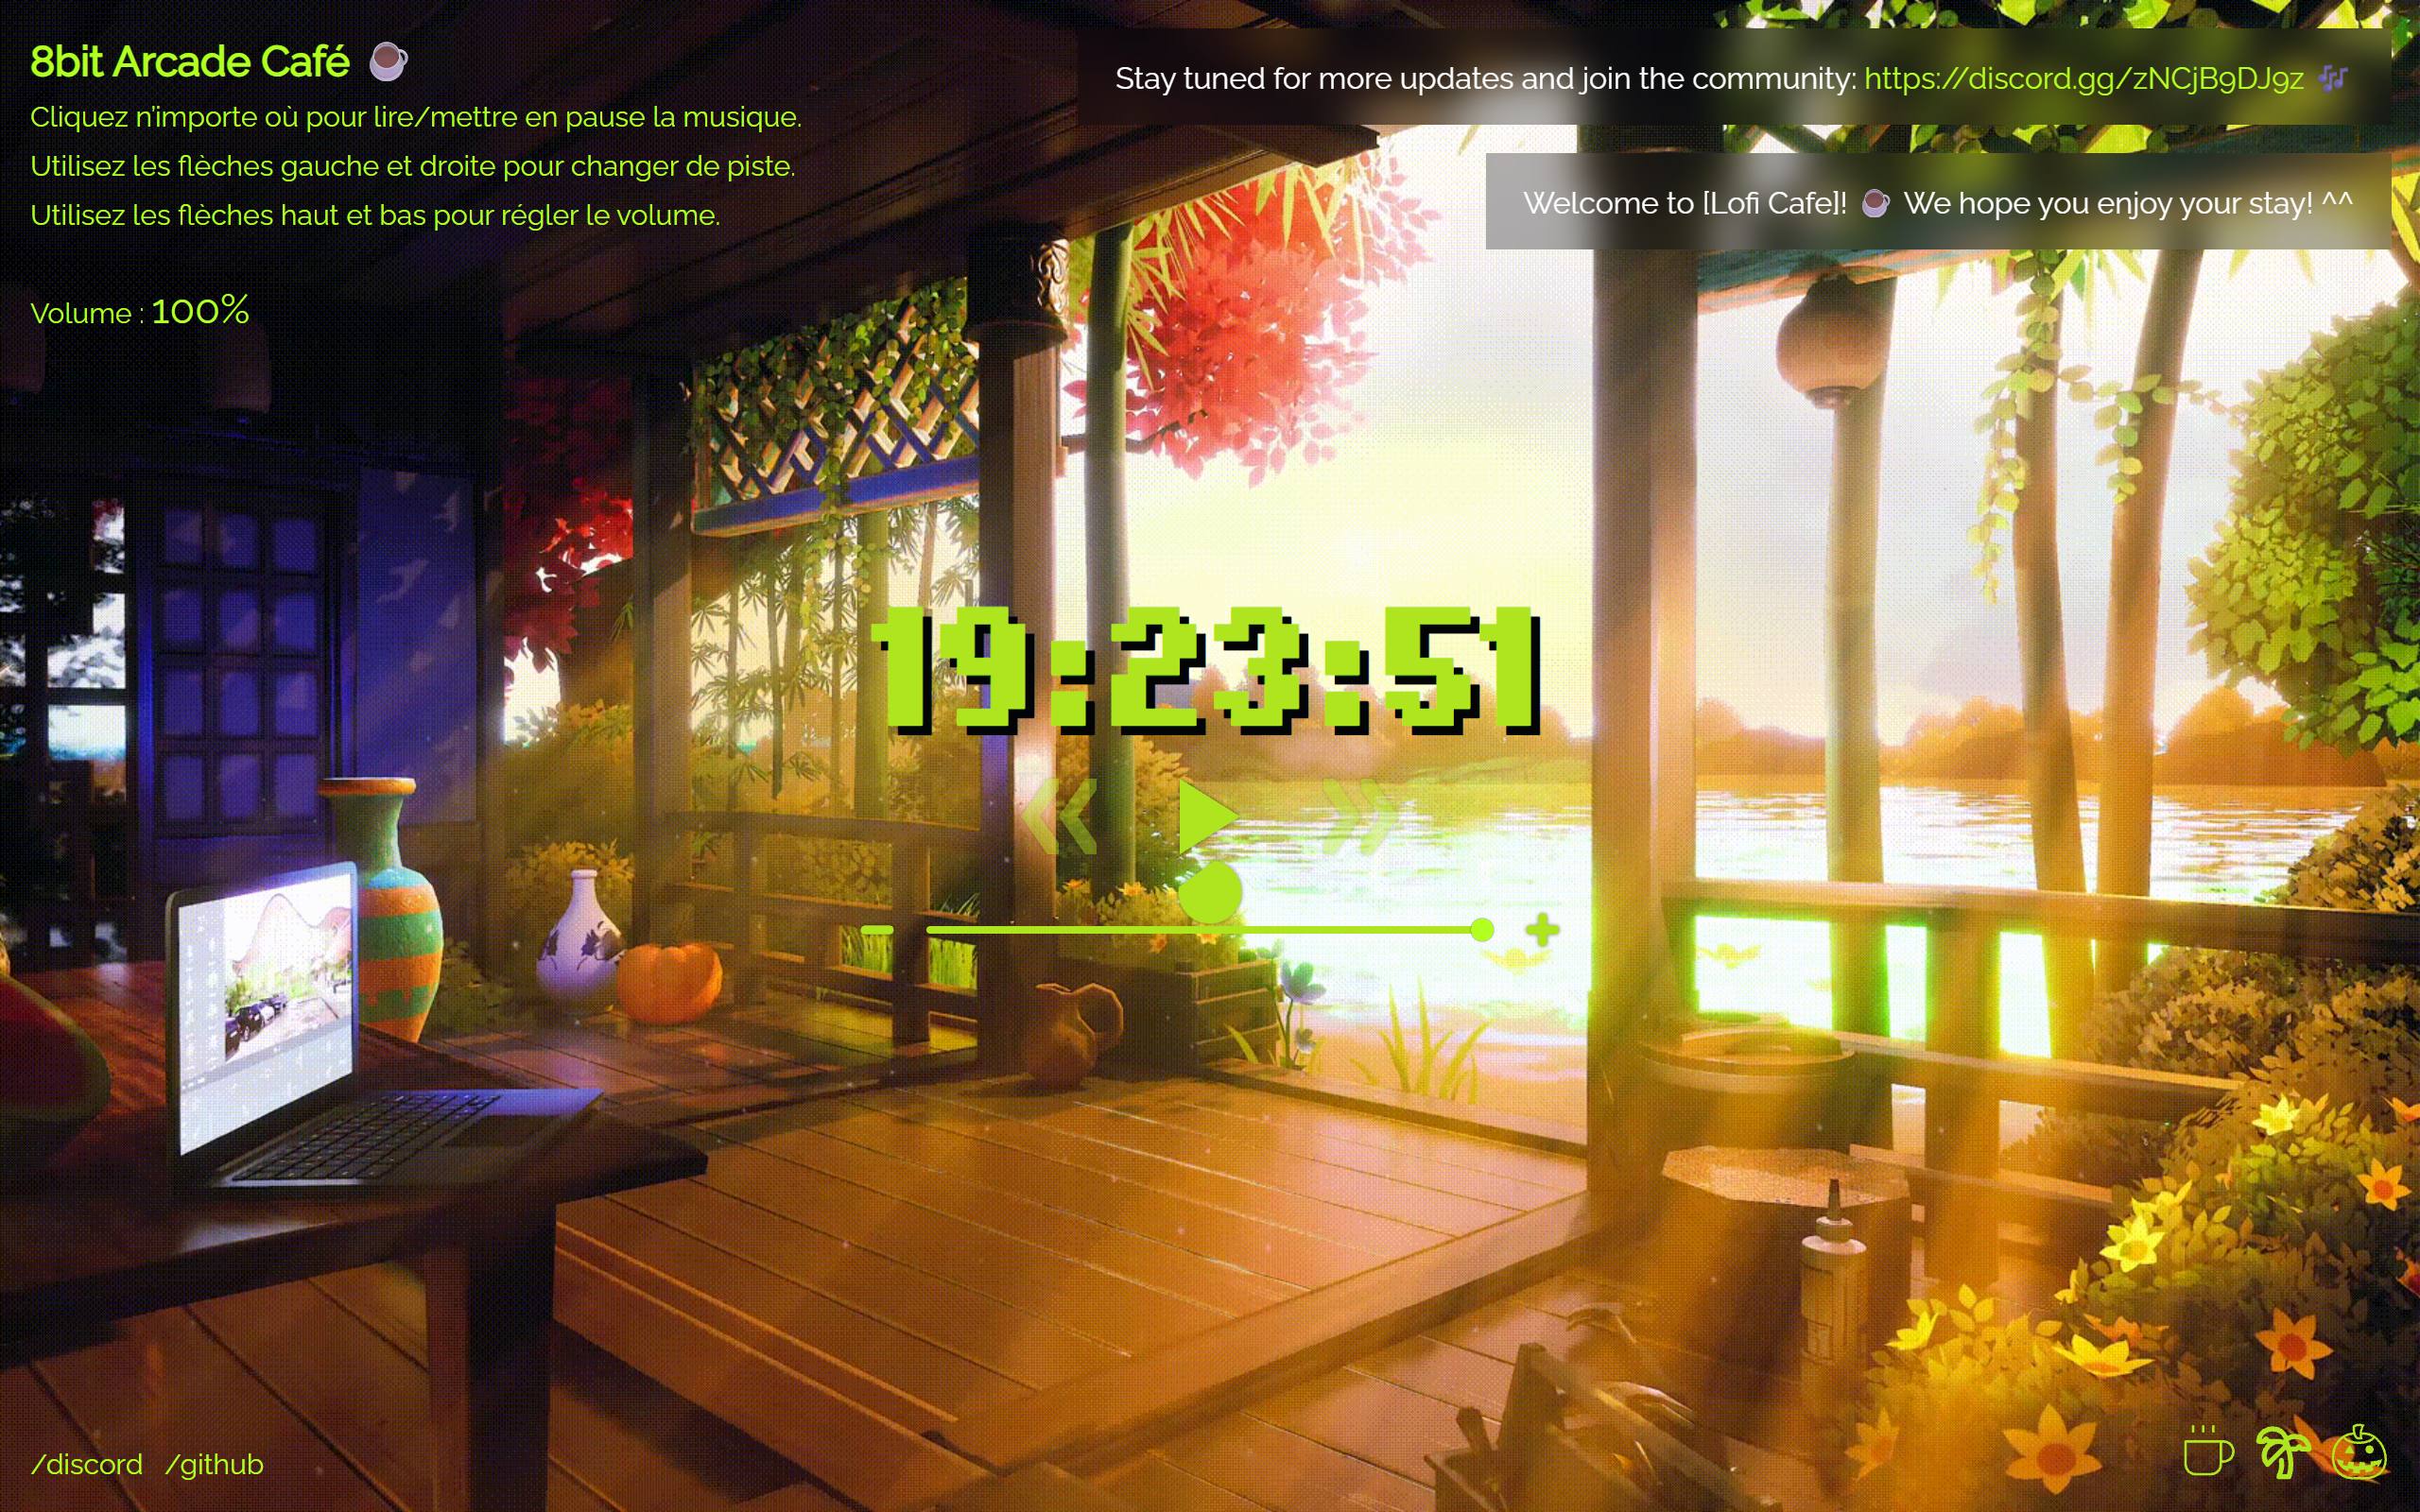 8bit Arcade Café ☕
Cliquez n'importe où pour lire/mettre en pause la musique.
Utilisez les flèches gauche et droite pour changer de piste.
Utilisez les flèches haut et bas pour régler le volume.
Volume : 100%
Stay tuned for more updates and join the community: https://discord.gg/zNCjB9DJ9z 🎶
Welcome to [Lofi Cafe]! ☕ We hope you enjoy your stay! ^^
19:23:51
/discord /github